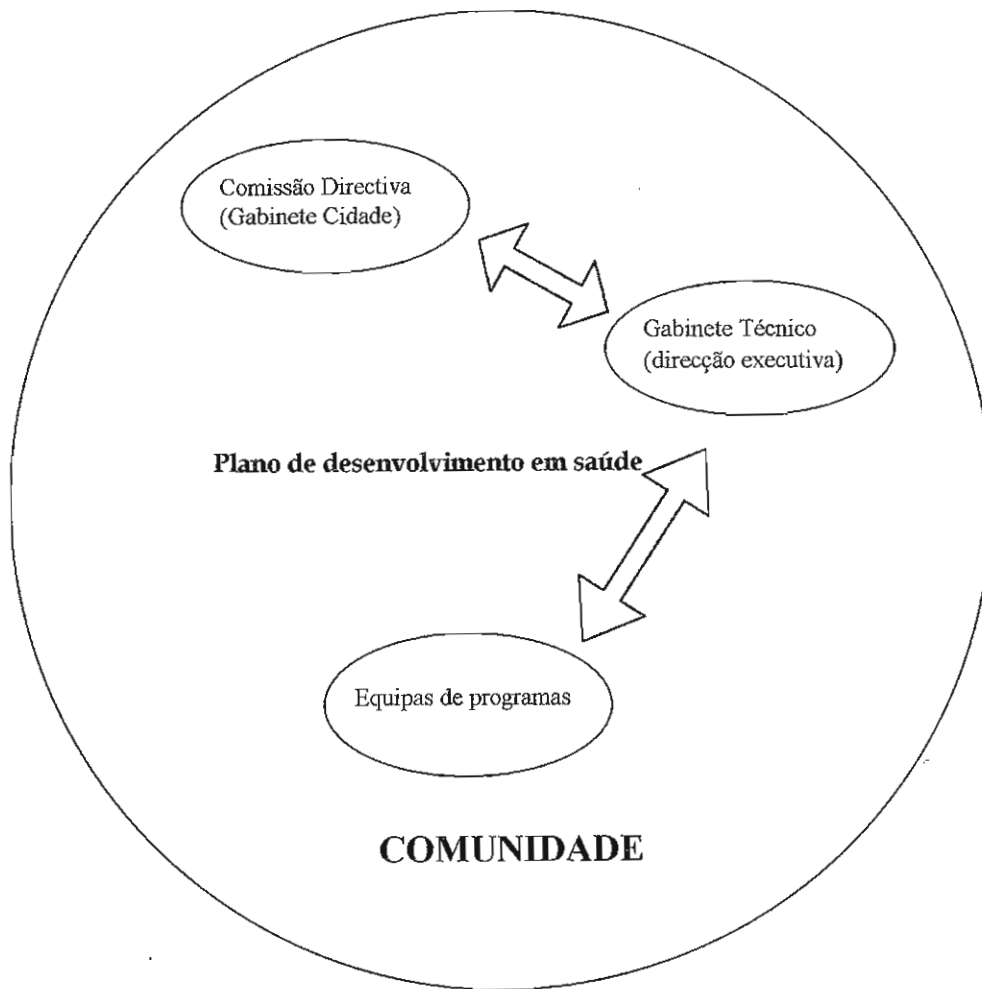 Comissão Directiva
(Gabinete Cidade)
Gabinete Técnico
(direcção executiva)
Plano de desenvolvimento em saúde
Equipas de programas
COMUNIDADE